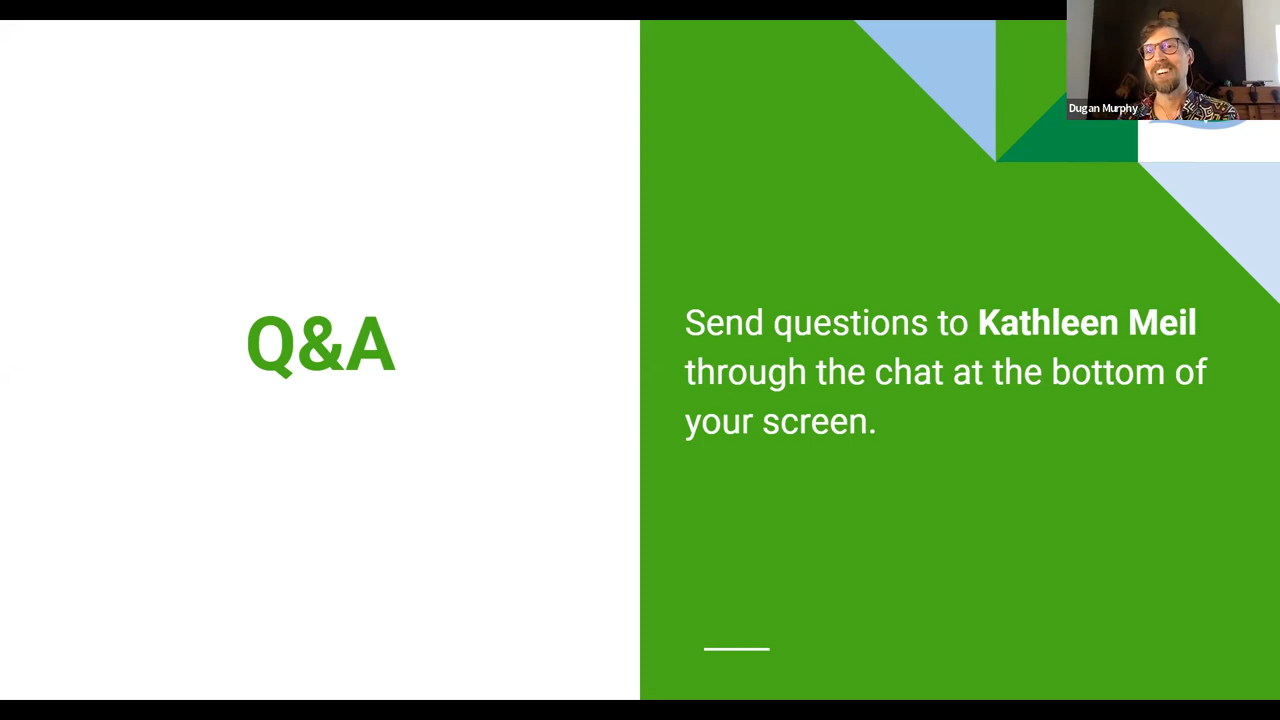 Dugan Murphy
Q&A
Send questions to Kathleen Meil
through the chat at the bottom of
your screen.